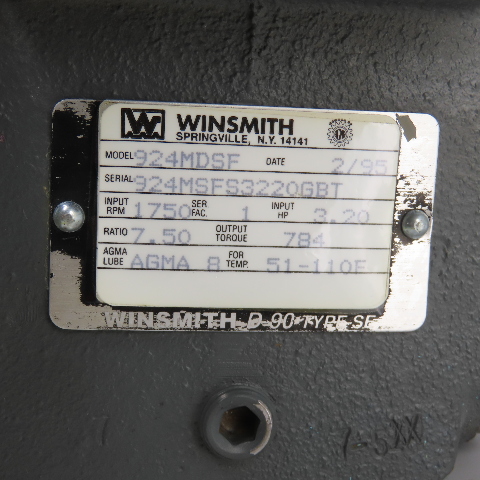 W WINSMITH
SPRINGVILLE, N.Y. 14141
MODEL 924MDSF DATE 2/95
SERIAL 924MSFS3220GBT
INPUT RPM 1750 SER FAC. 1 INPUT HP 3.20
RATIO 7.50 OUTPUT TORQUE 784
AGMA LUBE AGMA 8 FOR TEMP. 51-110F
WINSMITH D-90 TYPE SE
1-5XX